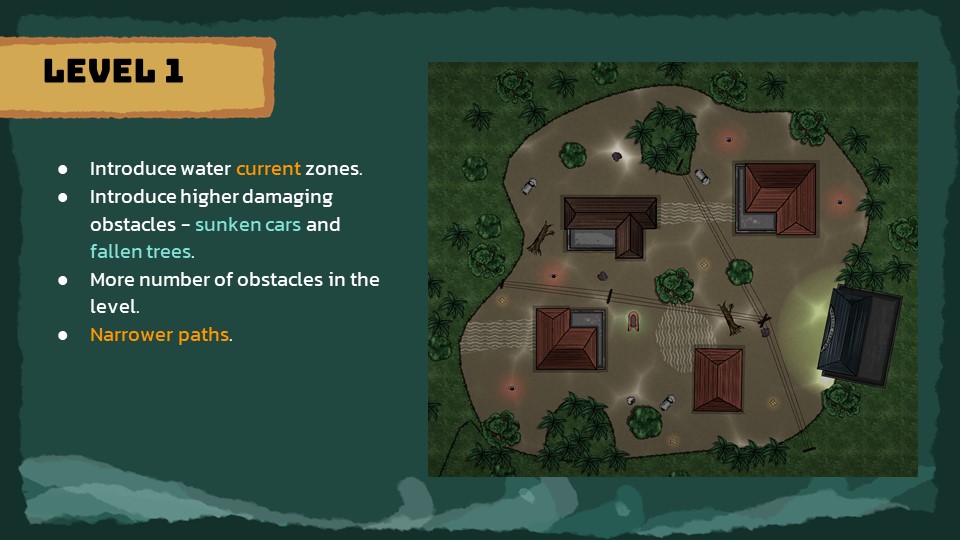 LEVEL 1
● Introduce water current zones.
● Introduce higher damaging
obstacles - sunken cars and
fallen trees.
● More number of obstacles in the
level.
● Narrower paths.